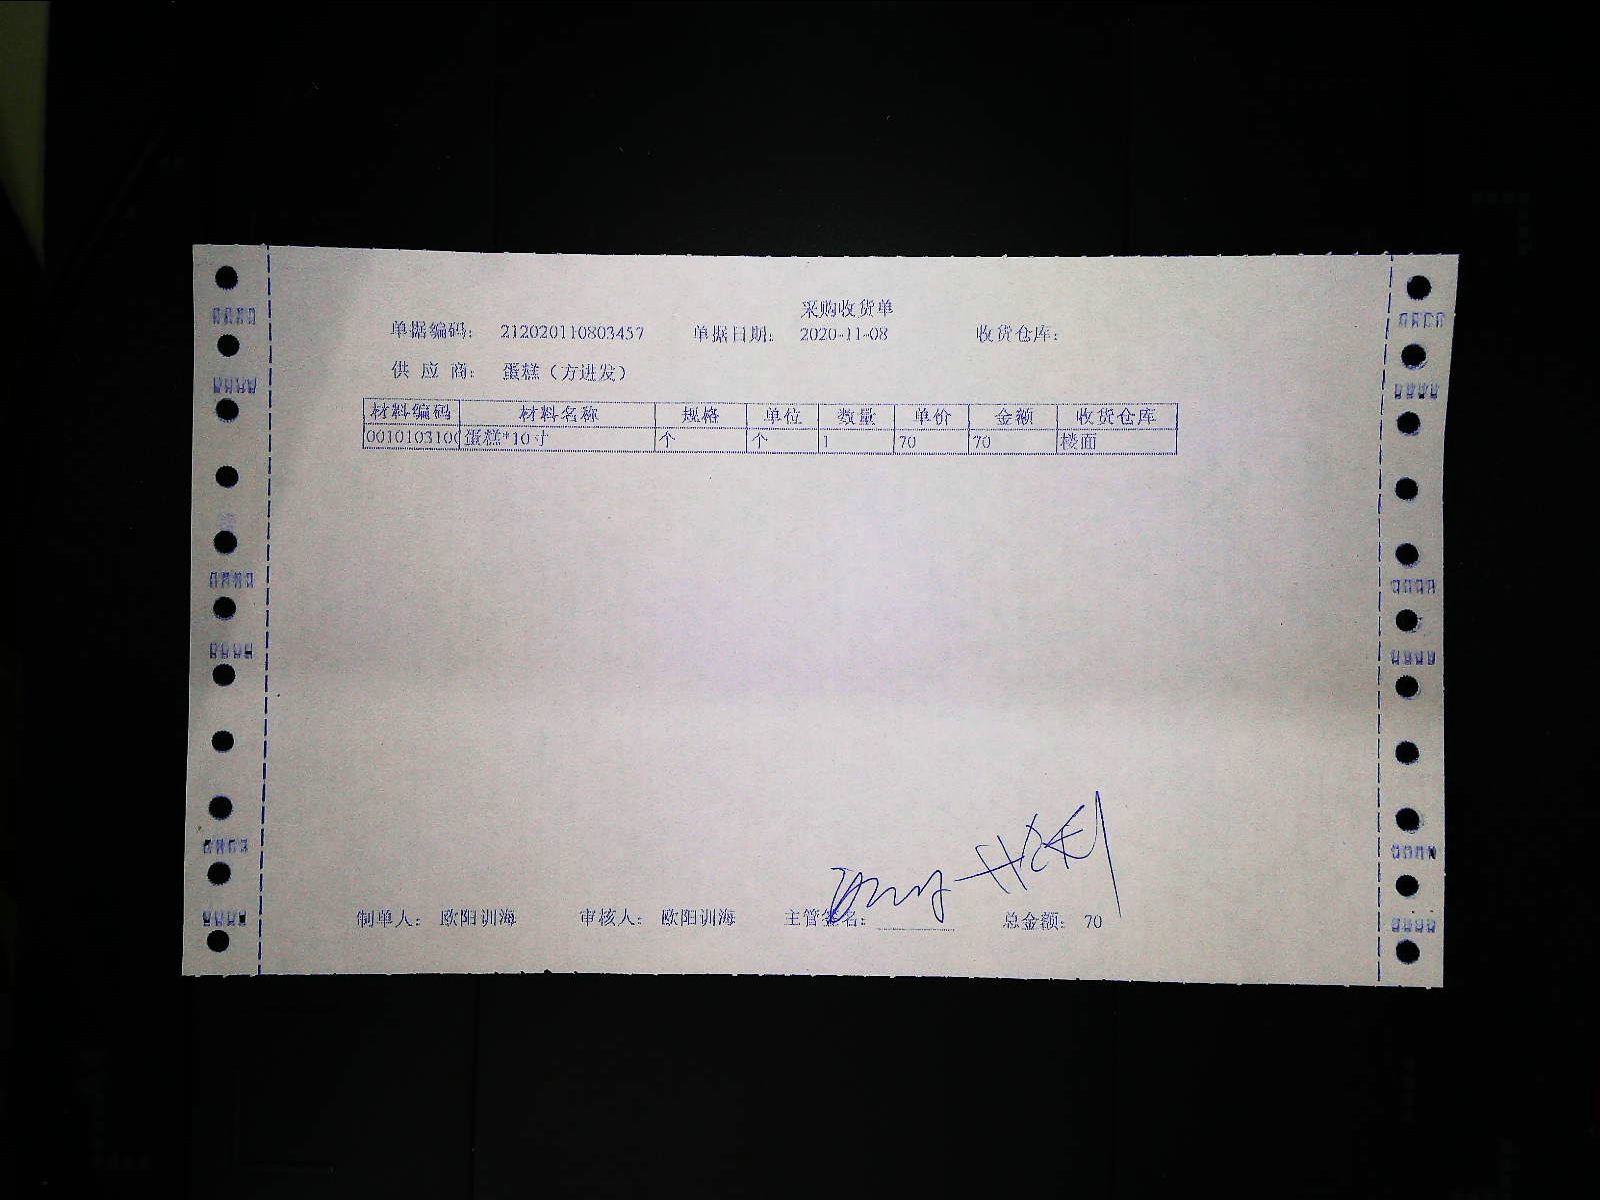 采购收货单
单据编码： 212020110803457 单据日期： 2020-11-08 收货仓库：
供 应 商： 蛋糕（方进发）
材料编码 材料名称 规格 单位 数量 单价 金额 收货仓库
0010103100 蛋糕*10寸 个 个 1 70 70 楼面
制单人： 欧阳训海 审核人： 欧阳训海 主管签名： 总金额： 70